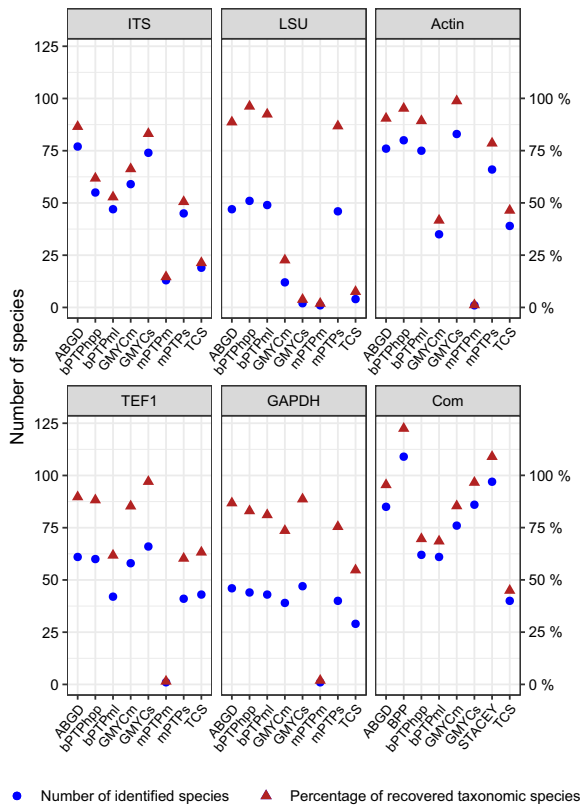 ITS LSU Actin
Number of species
125
100 100 %
75 75 %
50 50 %
25 25 %
0 0 %
ABGD bPTPhpp bPTPml GMYCm GMYCs mPTPm mPTPs TCS ABGD bPTPhpp bPTPml GMYCm GMYCs mPTPm mPTPs TCS ABGD bPTPhpp bPTPml GMYCm GMYCs mPTPm mPTPs TCS
TEF1 GAPDH Com
125
100 100 %
75 75 %
50 50 %
25 25 %
0 0 %
ABGD bPTPhpp bPTPml GMYCm GMYCs mPTPm mPTPs TCS ABGD bPTPhpp bPTPml GMYCm GMYCs mPTPm mPTPs TCS ABGD BPP bPTPhpp bPTPml GMYCm GMYCs STACEY TCS
Number of identified species Percentage of recovered taxonomic species